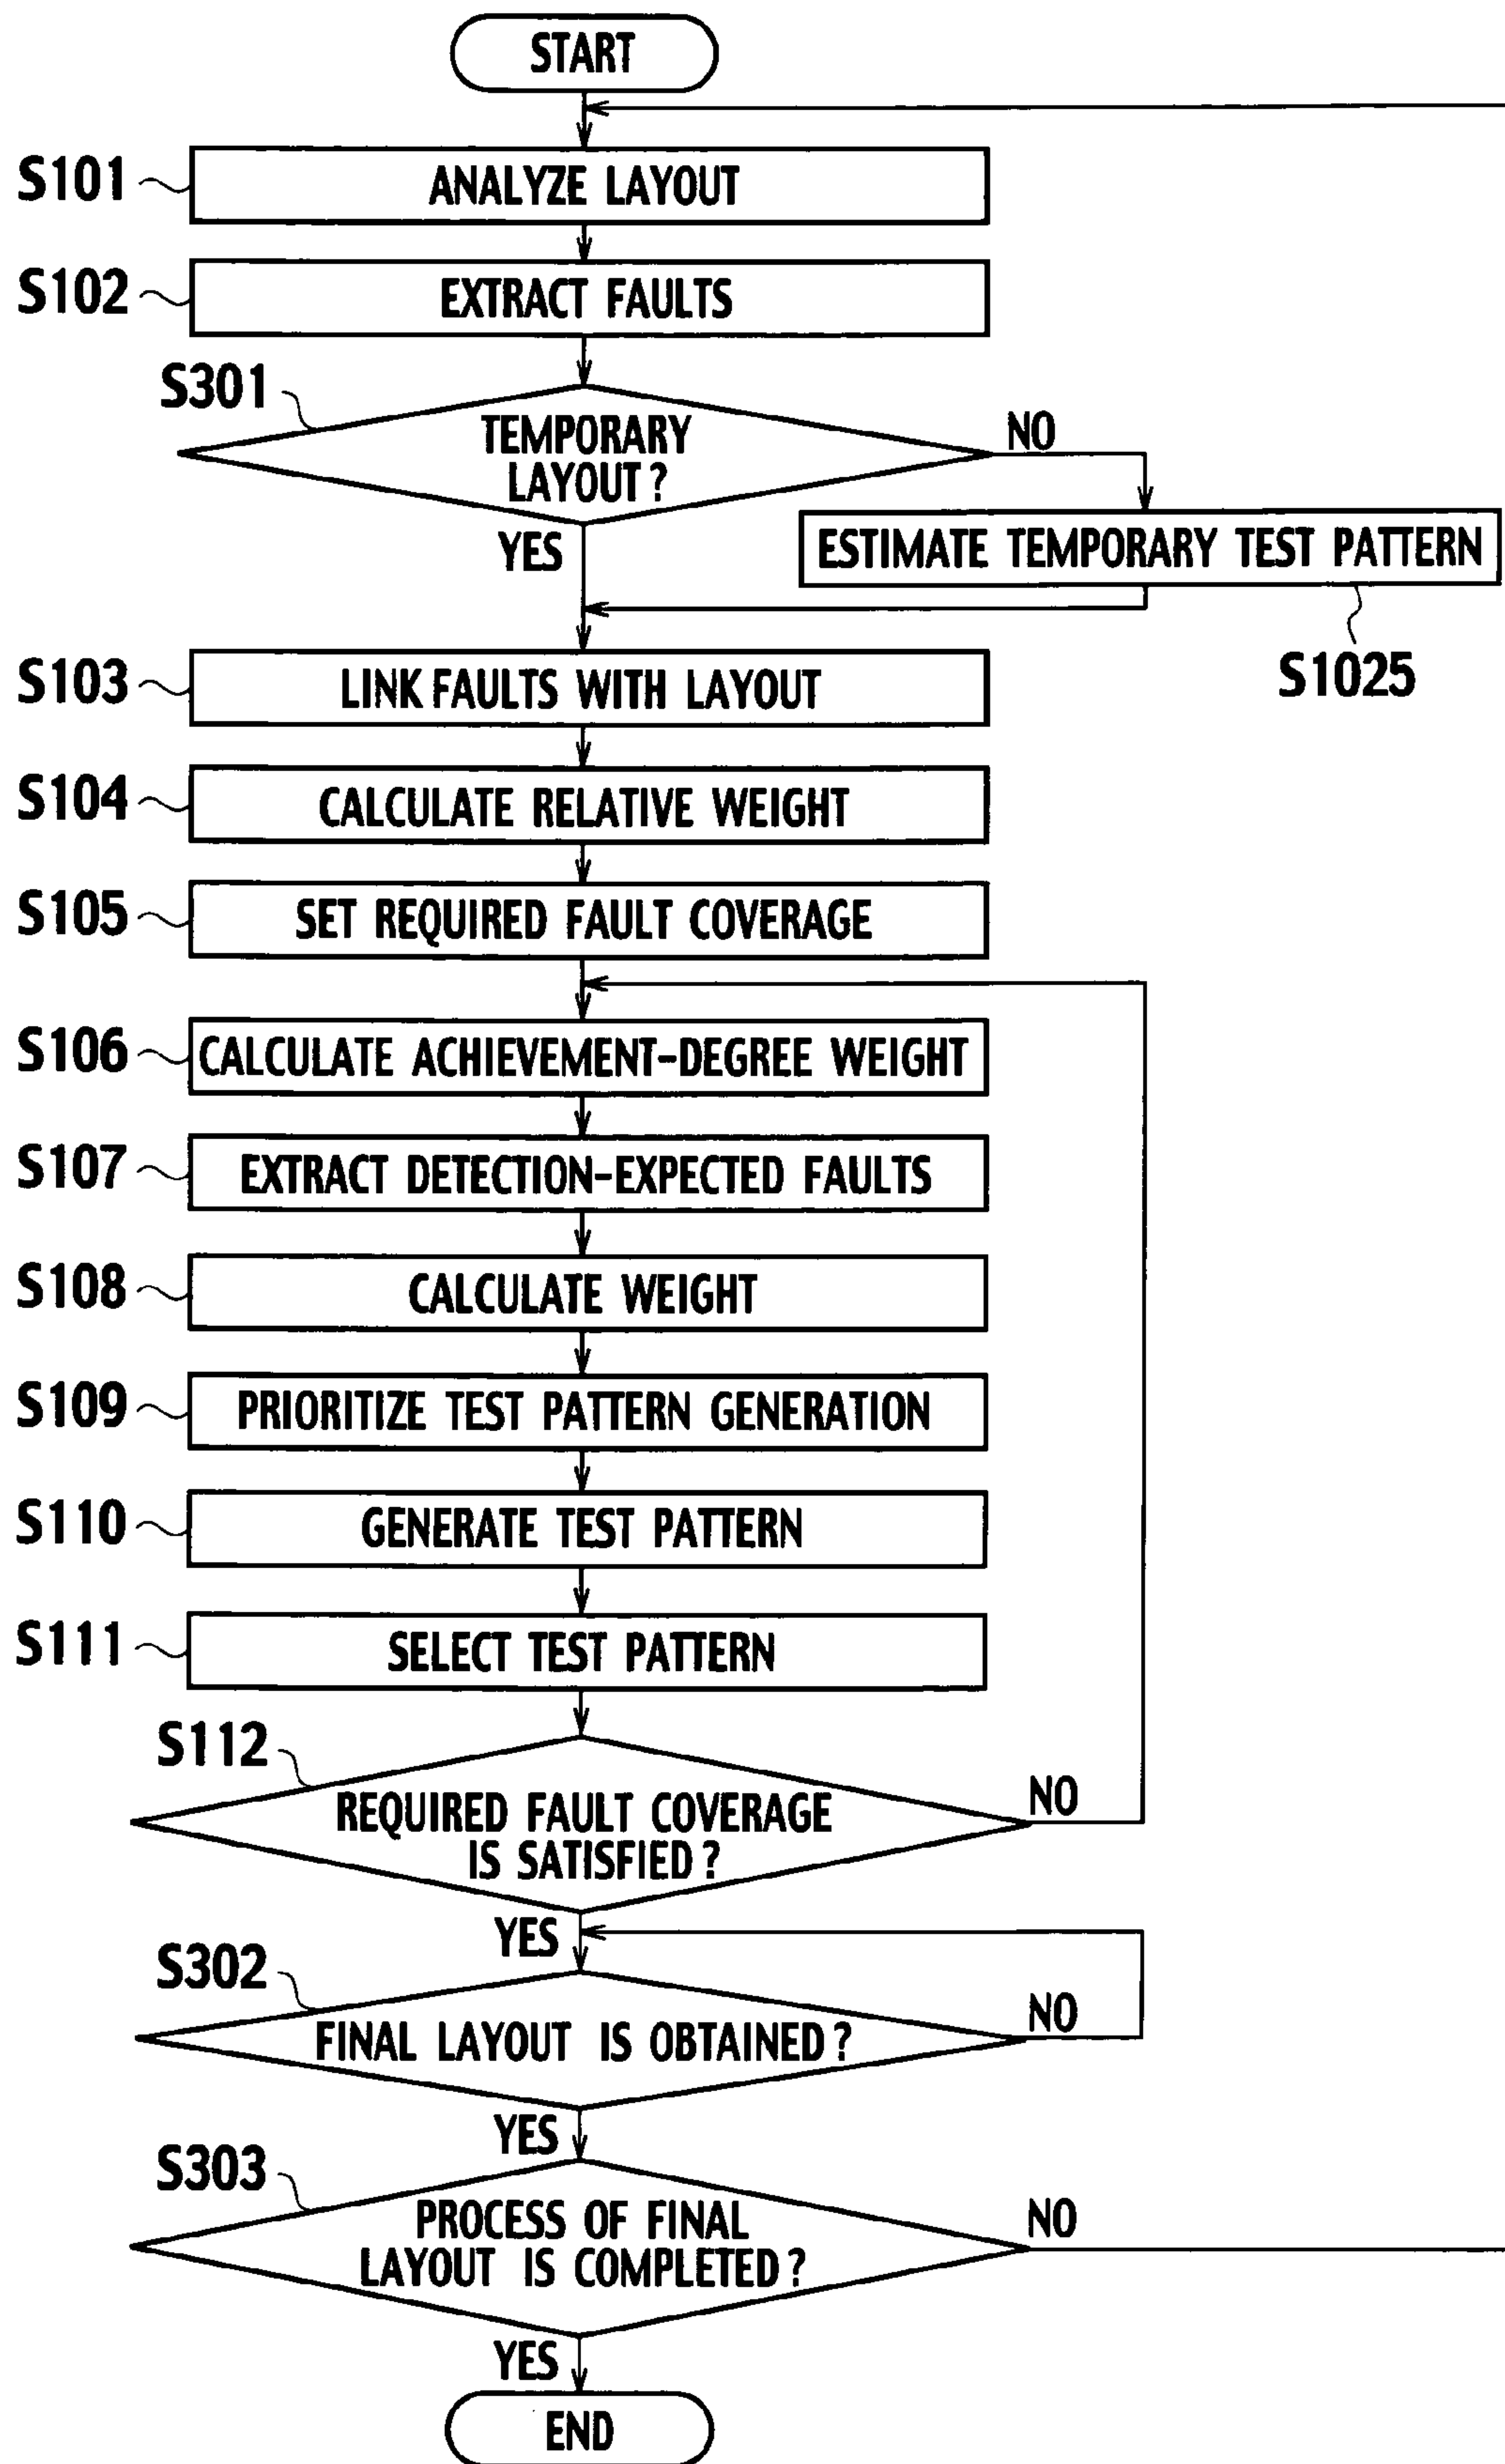 START
S101
ANALYZE LAYOUT
S102
EXTRACT FAULTS
S301
TEMPORARY
LAYOUT?
NO
YES
ESTIMATE TEMPORARY TEST PATTERN
S1025
S103
LINK FAULTS WITH LAYOUT
S104
CALCULATE RELATIVE WEIGHT
S105
SET REQUIRED FAULT COVERAGE
S106
CALCULATE ACHIEVEMENT-DEGREE WEIGHT
S107
EXTRACT DETECTION-EXPECTED FAULTS
S108
CALCULATE WEIGHT
S109
PRIORITIZE TEST PATTERN GENERATION
S110
GENERATE TEST PATTERN
S111
SELECT TEST PATTERN
S112
REQUIRED FAULT COVERAGE
IS SATISFIED?
NO
YES
S302
FINAL LAYOUT IS OBTAINED?
NO
YES
S303
PROCESS OF FINAL
LAYOUT IS COMPLETED?
NO
YES
END